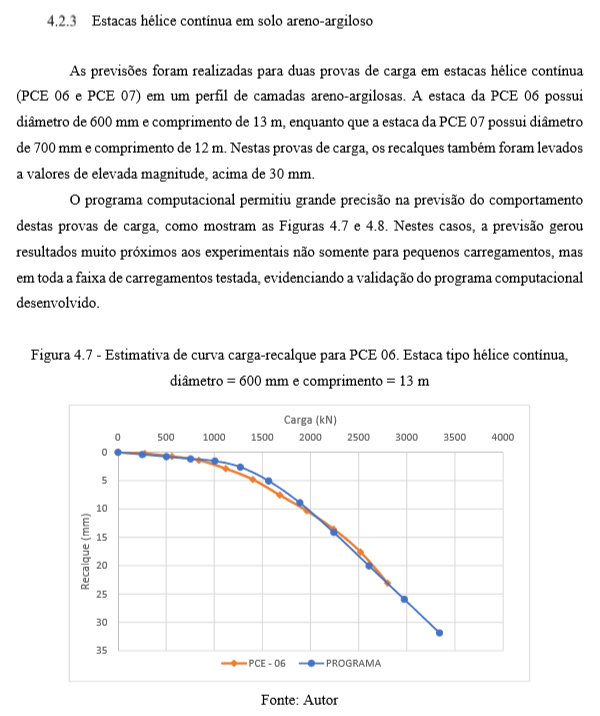 4.2.3 Estacas hélice contínua em solo areno-argiloso
As previsões foram realizadas para duas provas de carga em estacas hélice contínua
(PCE 06 e PCE 07) em um perfil de camadas areno-argilosas. A estaca da PCE 06 possui
diâmetro de 600 mm e comprimento de 13 m, enquanto que a estaca da PCE 07 possui diâmetro
de 700 mm e comprimento de 12 m. Nestas provas de carga, os recalques também foram levados
a valores de elevada magnitude, acima de 30 mm.
O programa computacional permitiu grande precisão na previsão do comportamento
destas provas de carga, como mostram as Figuras 4.7 e 4.8. Nestes casos, a previsão gerou
resultados muito próximos aos experimentais não somente para pequenos carregamentos, mas
em toda a faixa de carregamentos testada, evidenciando a validação do programa computacional
desenvolvido.
Figura 4.7 - Estimativa de curva carga-recalque para PCE 06. Estaca tipo hélice contínua,
diâmetro = 600 mm e comprimento = 13 m
Carga (kN)
0 500 1000 1500 2000 2500 3000 3500 4000
Recalque (mm)
0
5
10
15
20
25
30
35
PCE - 06 PROGRAMA
Fonte: Autor